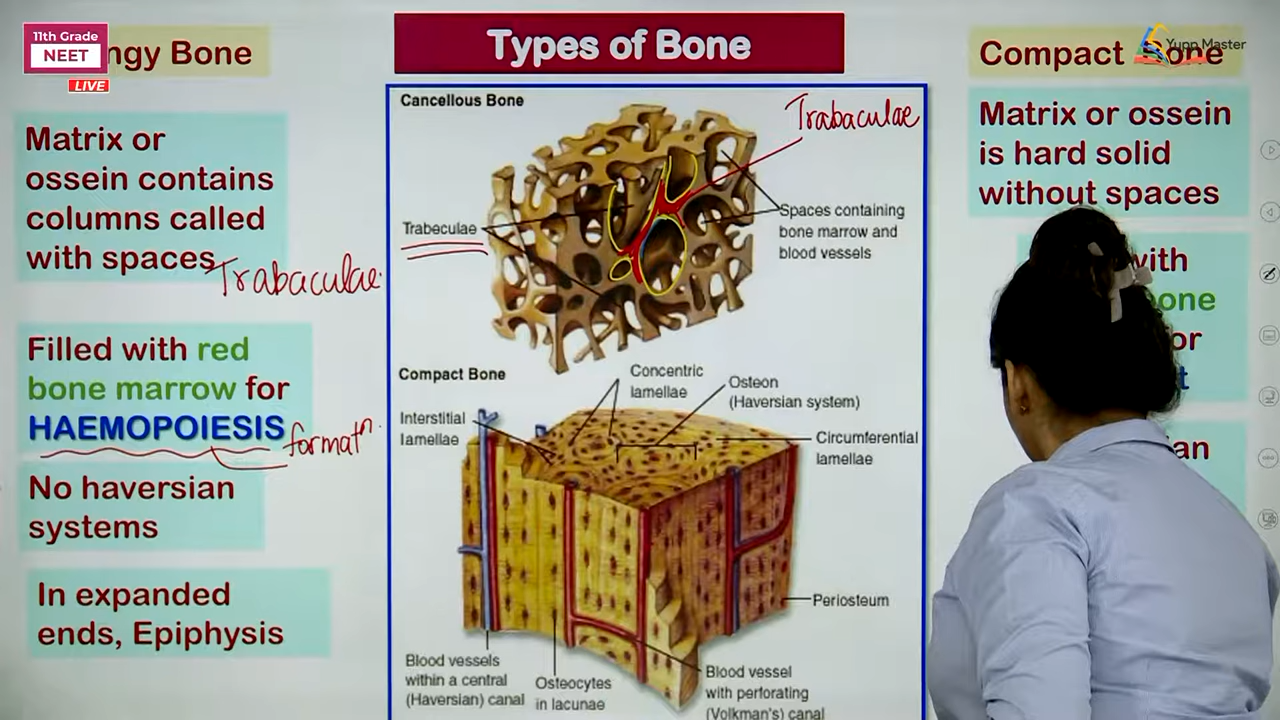 11th Grade
NEET
LIVE
ngy Bone
Types of Bone
Compact Bone
Yupp Master
Matrix or
ossein contains
columns called
with spaces
Trabaculae
Filled with red
bone marrow for
HAEMOPOIESIS
formatn.
No haversian
systems
In expanded
ends, Epiphysis
Cancellous Bone
Trabaculae
Trabeculae
Spaces containing
bone marrow and
blood vessels
Compact Bone
Concentric
lamellae
Osteon
(Haversian system)
Interstitial
lamellae
Circumferential
lamellae
Periosteum
Blood vessels
within a central
(Haversian) canal
Osteocytes
in lacunae
Blood vessel
with perforating
(Volkman's) canal
Matrix or ossein
is hard solid
without spaces
with
bone
or